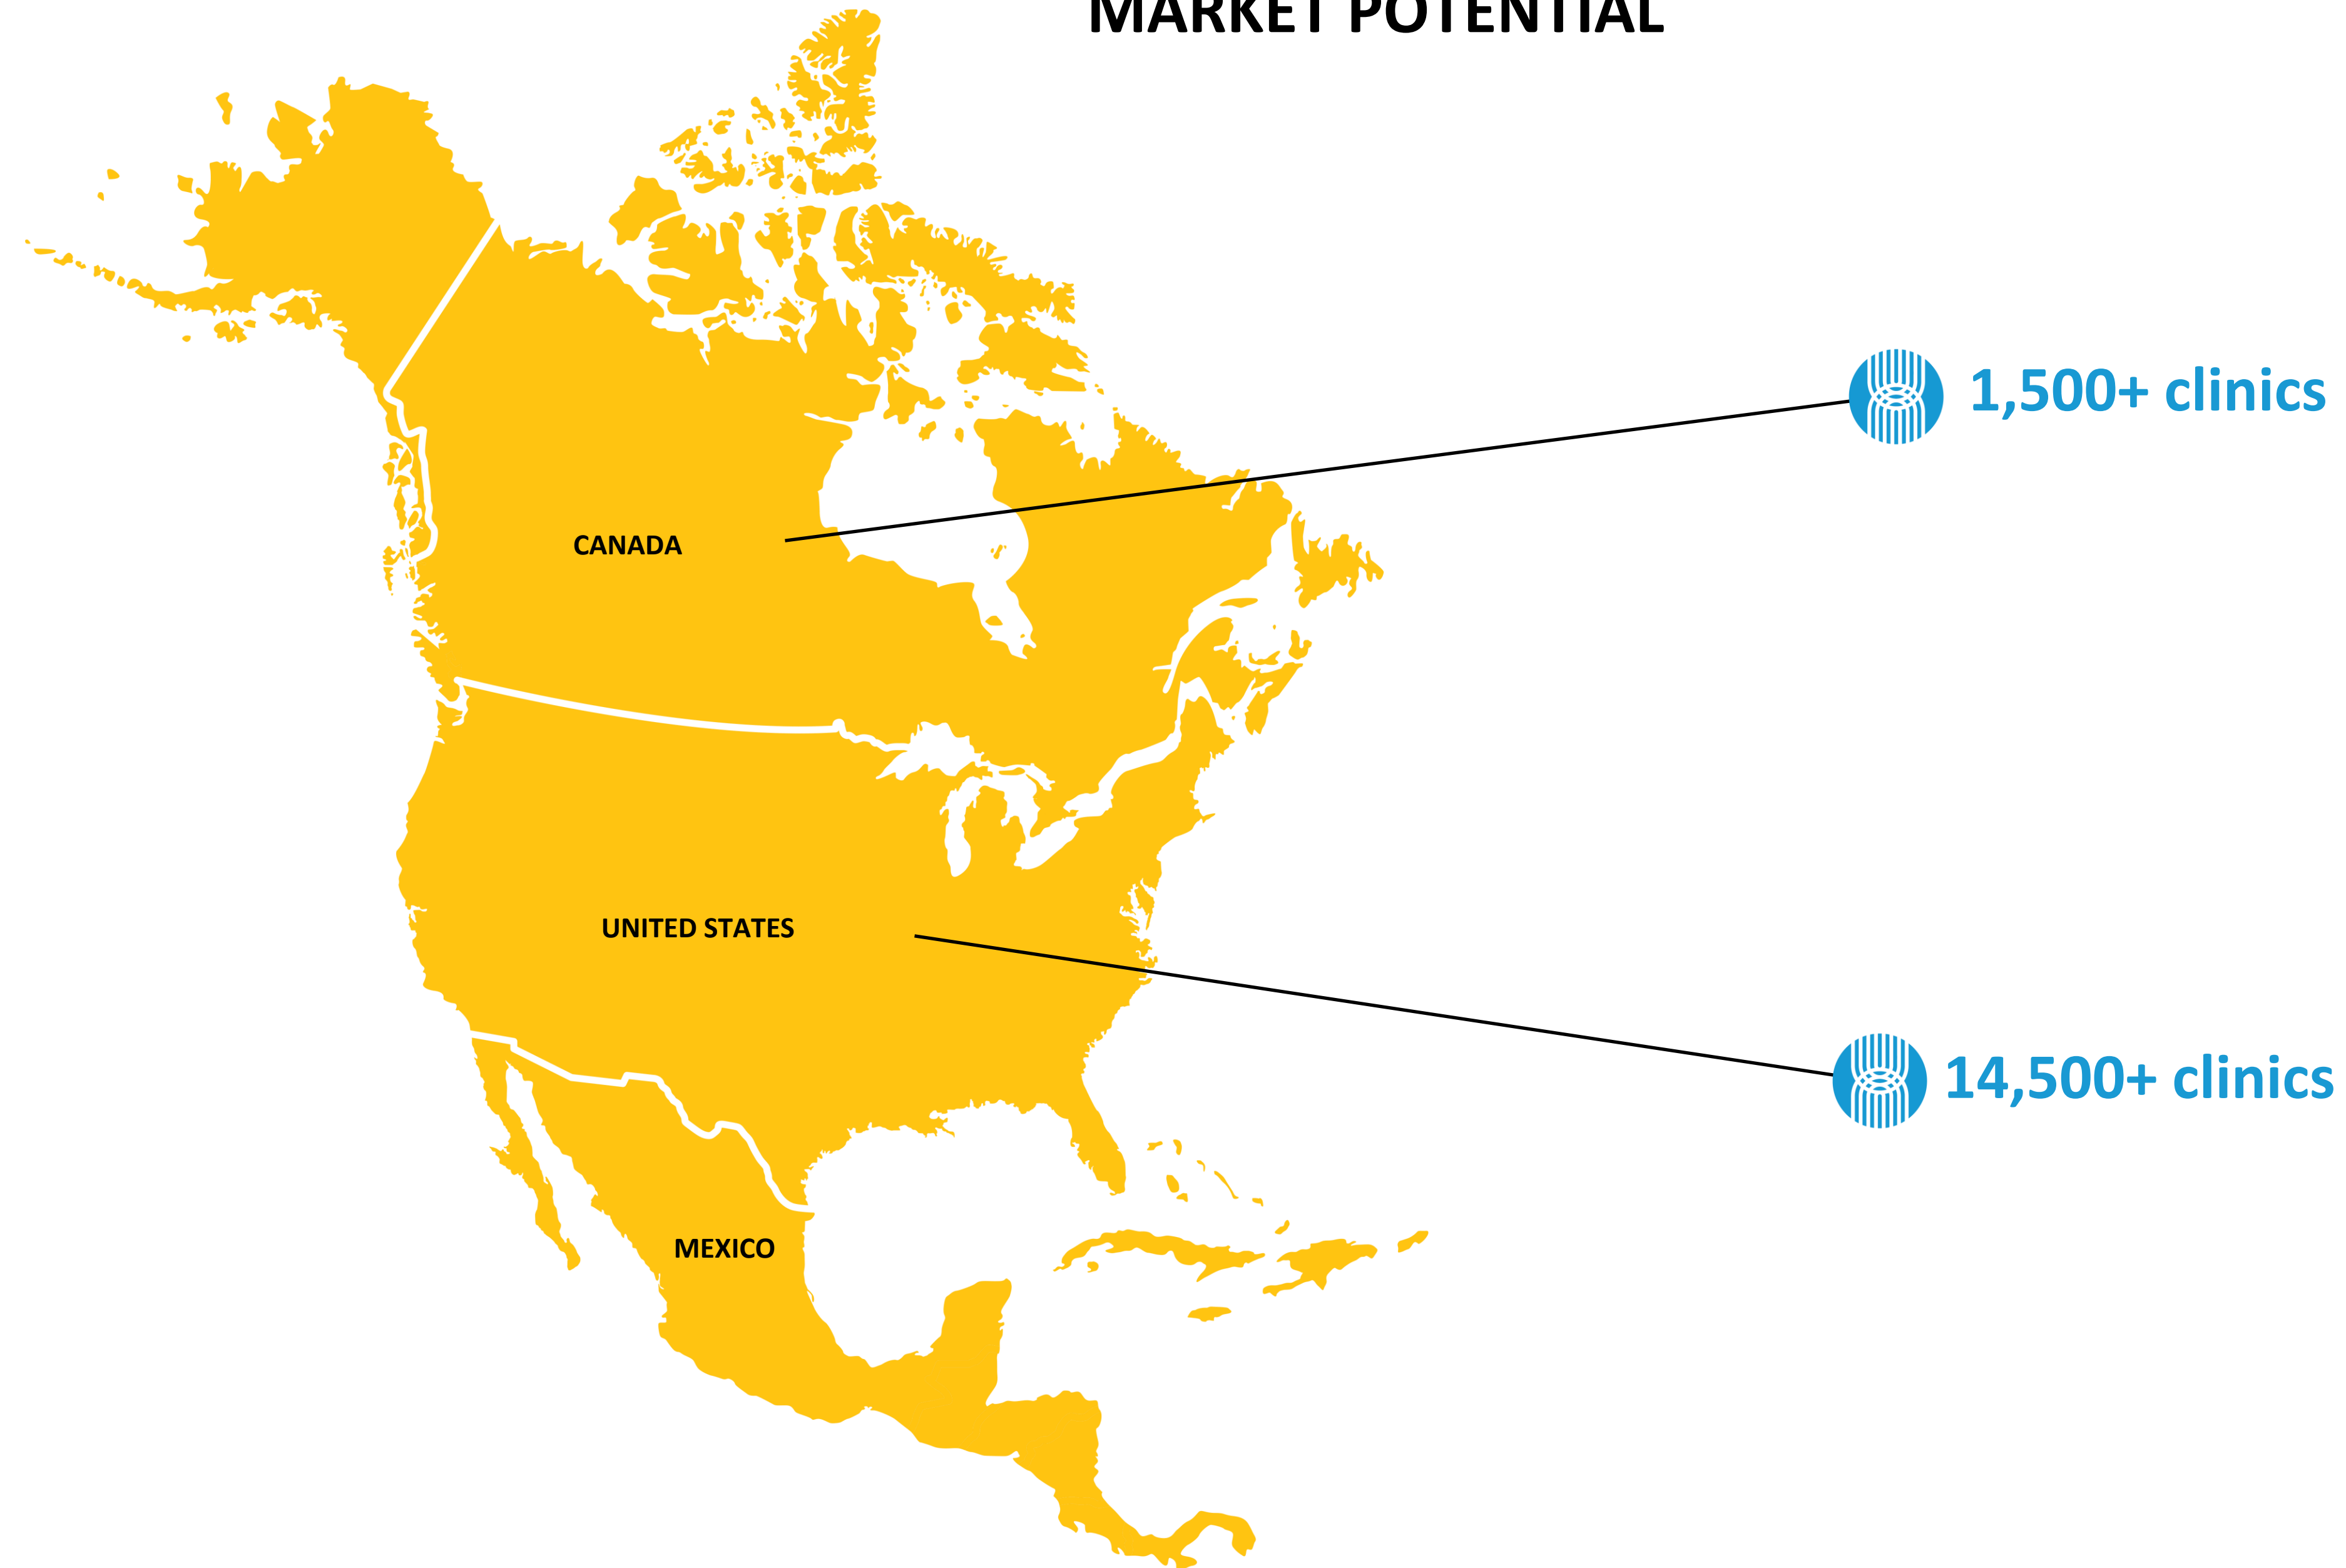 MARKET POTENTIAL
1,500+ clinics
CANADA
UNITED STATES
14,500+ clinics
MEXICO